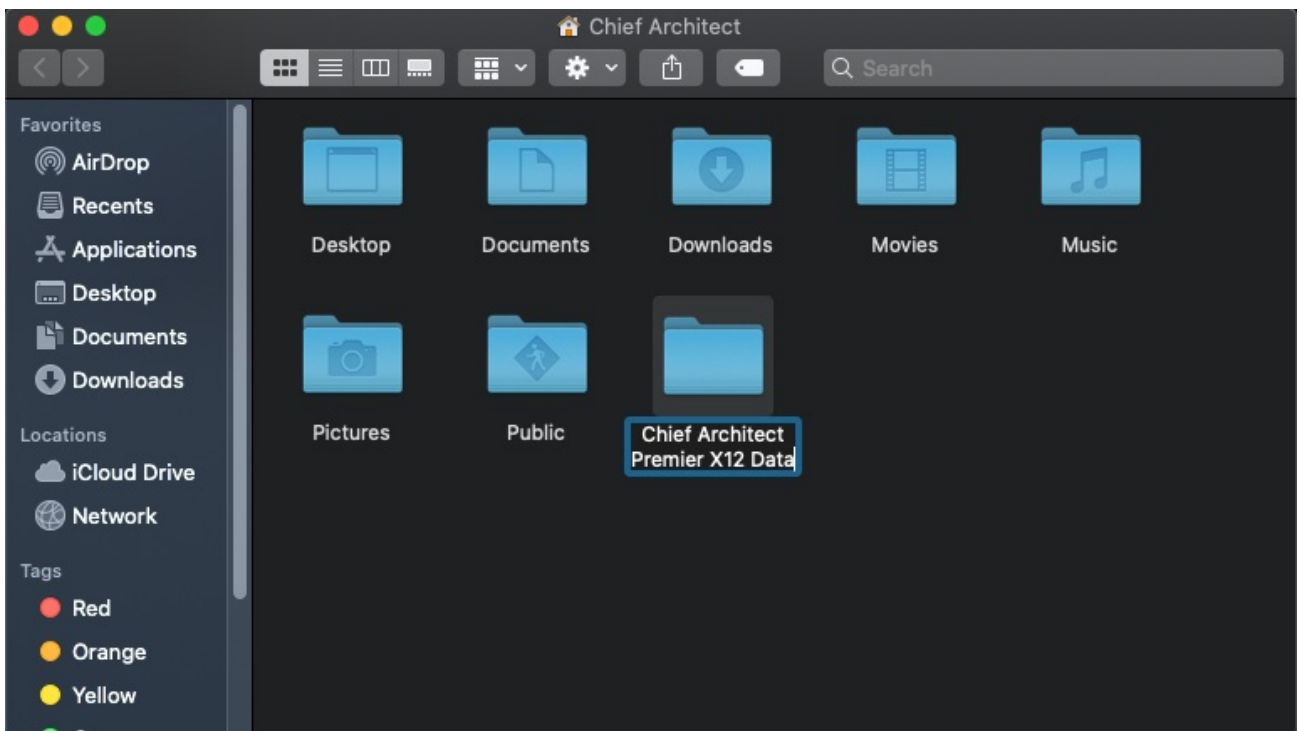 Chief Architect
Search
Favorites
AirDrop
Recents
Applications
Desktop
Documents
Downloads
Locations
iCloud Drive
Network
Tags
Red
Orange
Yellow
Desktop
Documents
Downloads
Movies
Music
Pictures
Public
Chief Architect
Premier X12 Data